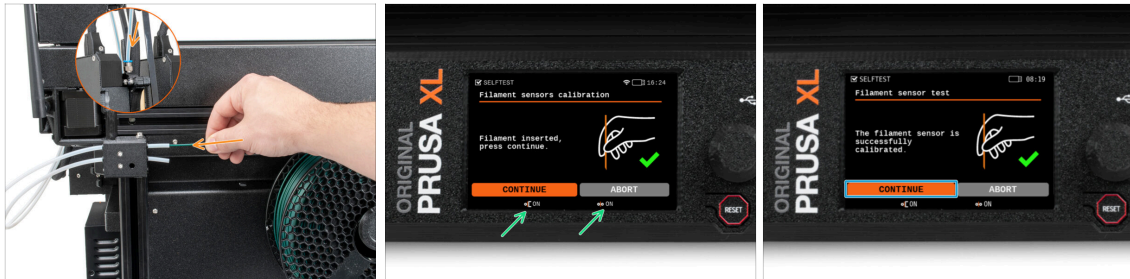 ORIGINAL
PRUSA XL
SELFTEST
16:24
Filament sensors calibration
Filament inserted,
press continue.
CONTINUE
ABORT
ON
ON
RESET
ORIGINAL
PRUSA XL
SELFTEST
08:19
Filament sensor test
The filament sensor is
successfully
calibrated.
CONTINUE
ABORT
ON
ON
RESET